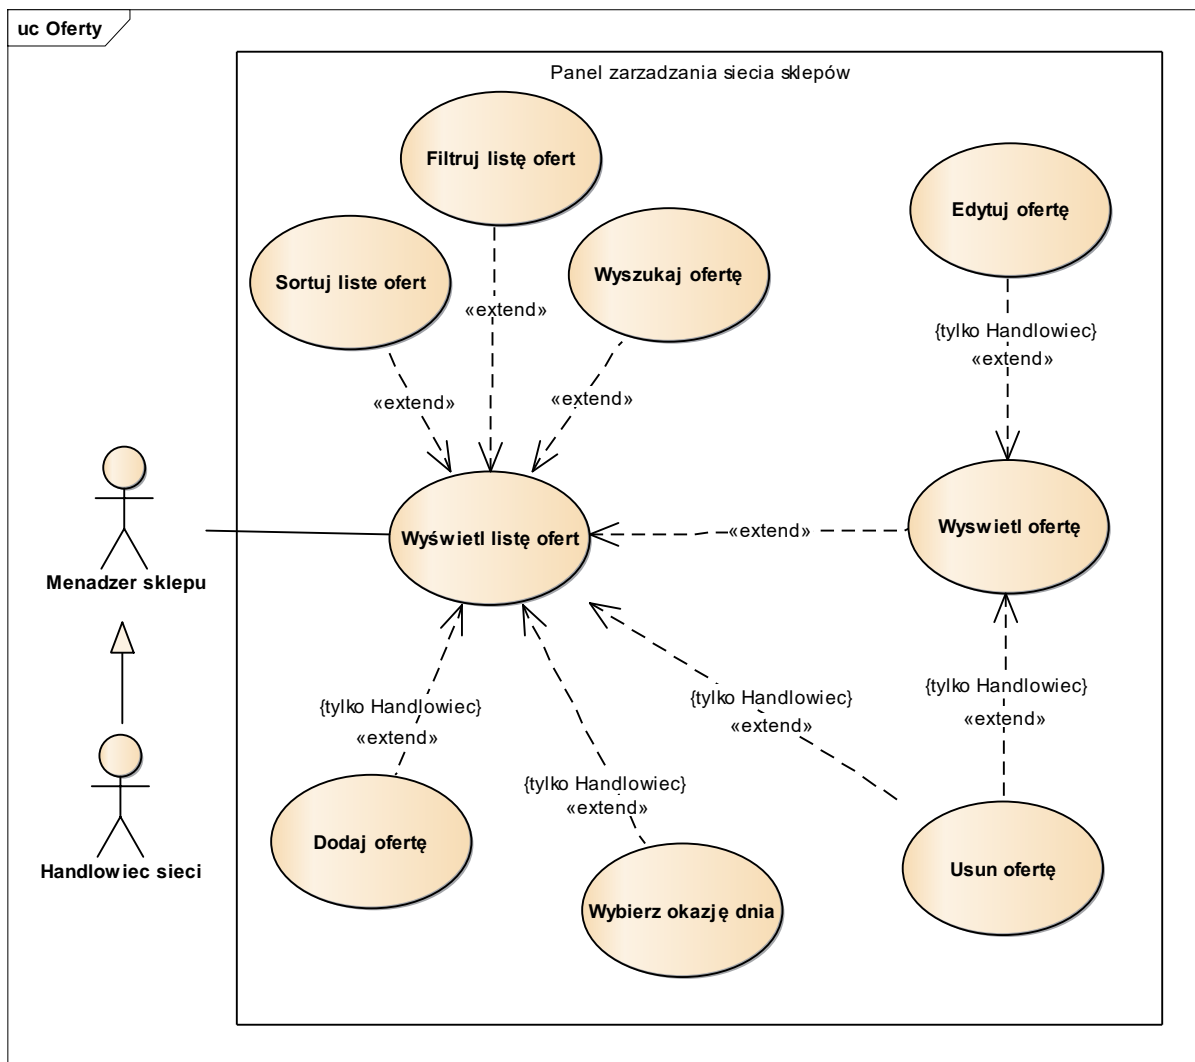 uc Oferty
Panel zarzadzania siecia sklepów
Filtruj listę ofert
Edytuj ofertę
Sortuj liste ofert
Wyszukaj ofertę
«extend»
{tylko Handlowiec}
«extend»
«extend»
«extend»
Wyświetl listę ofert
«extend»
Wyswietl ofertę
Menadzer sklepu
{tylko Handlowiec}
«extend»
{tylko Handlowiec}
«extend»
{tylko Handlowiec}
«extend»
{tylko Handlowiec}
«extend»
Dodaj ofertę
Handlowiec sieci
Usun ofertę
Wybierz okazję dnia